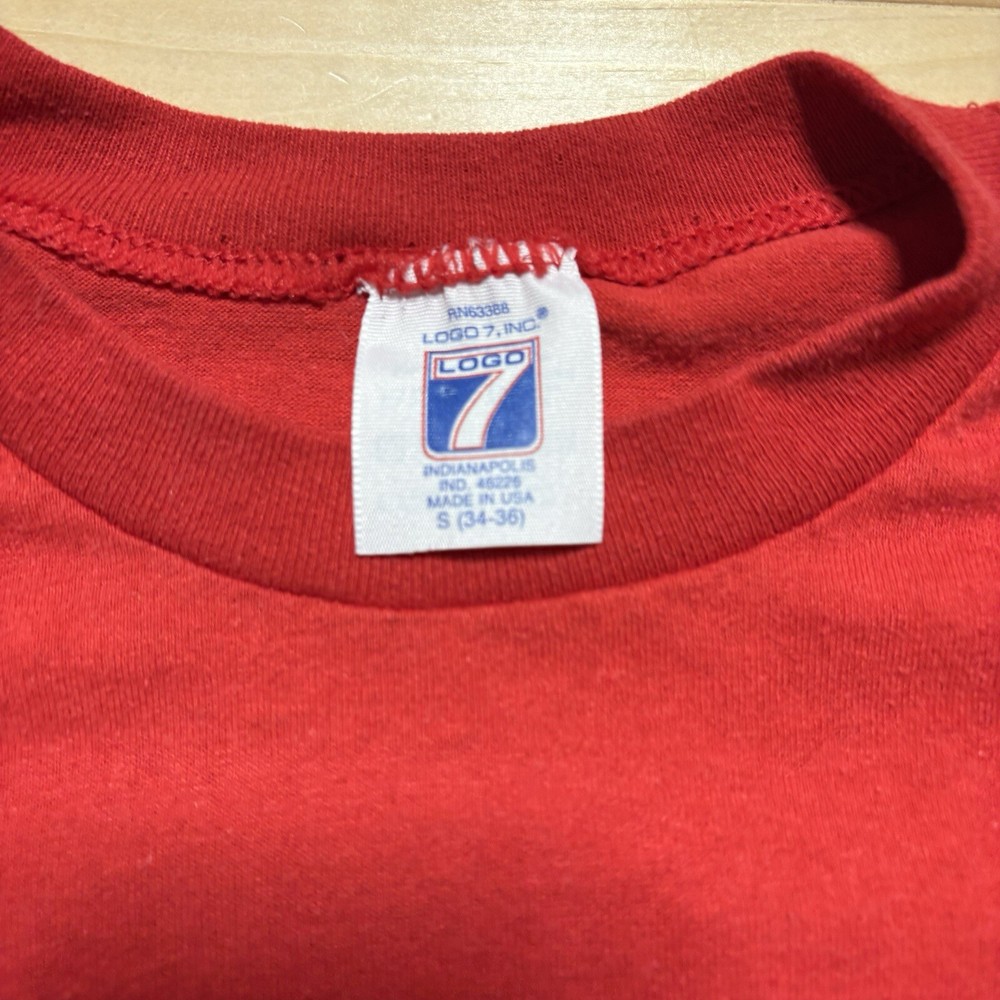 RN63388
LOGO 7, INC.®
LOGO
7
INDIANAPOLIS
IND. 46226
MADE IN USA
S (34-36)